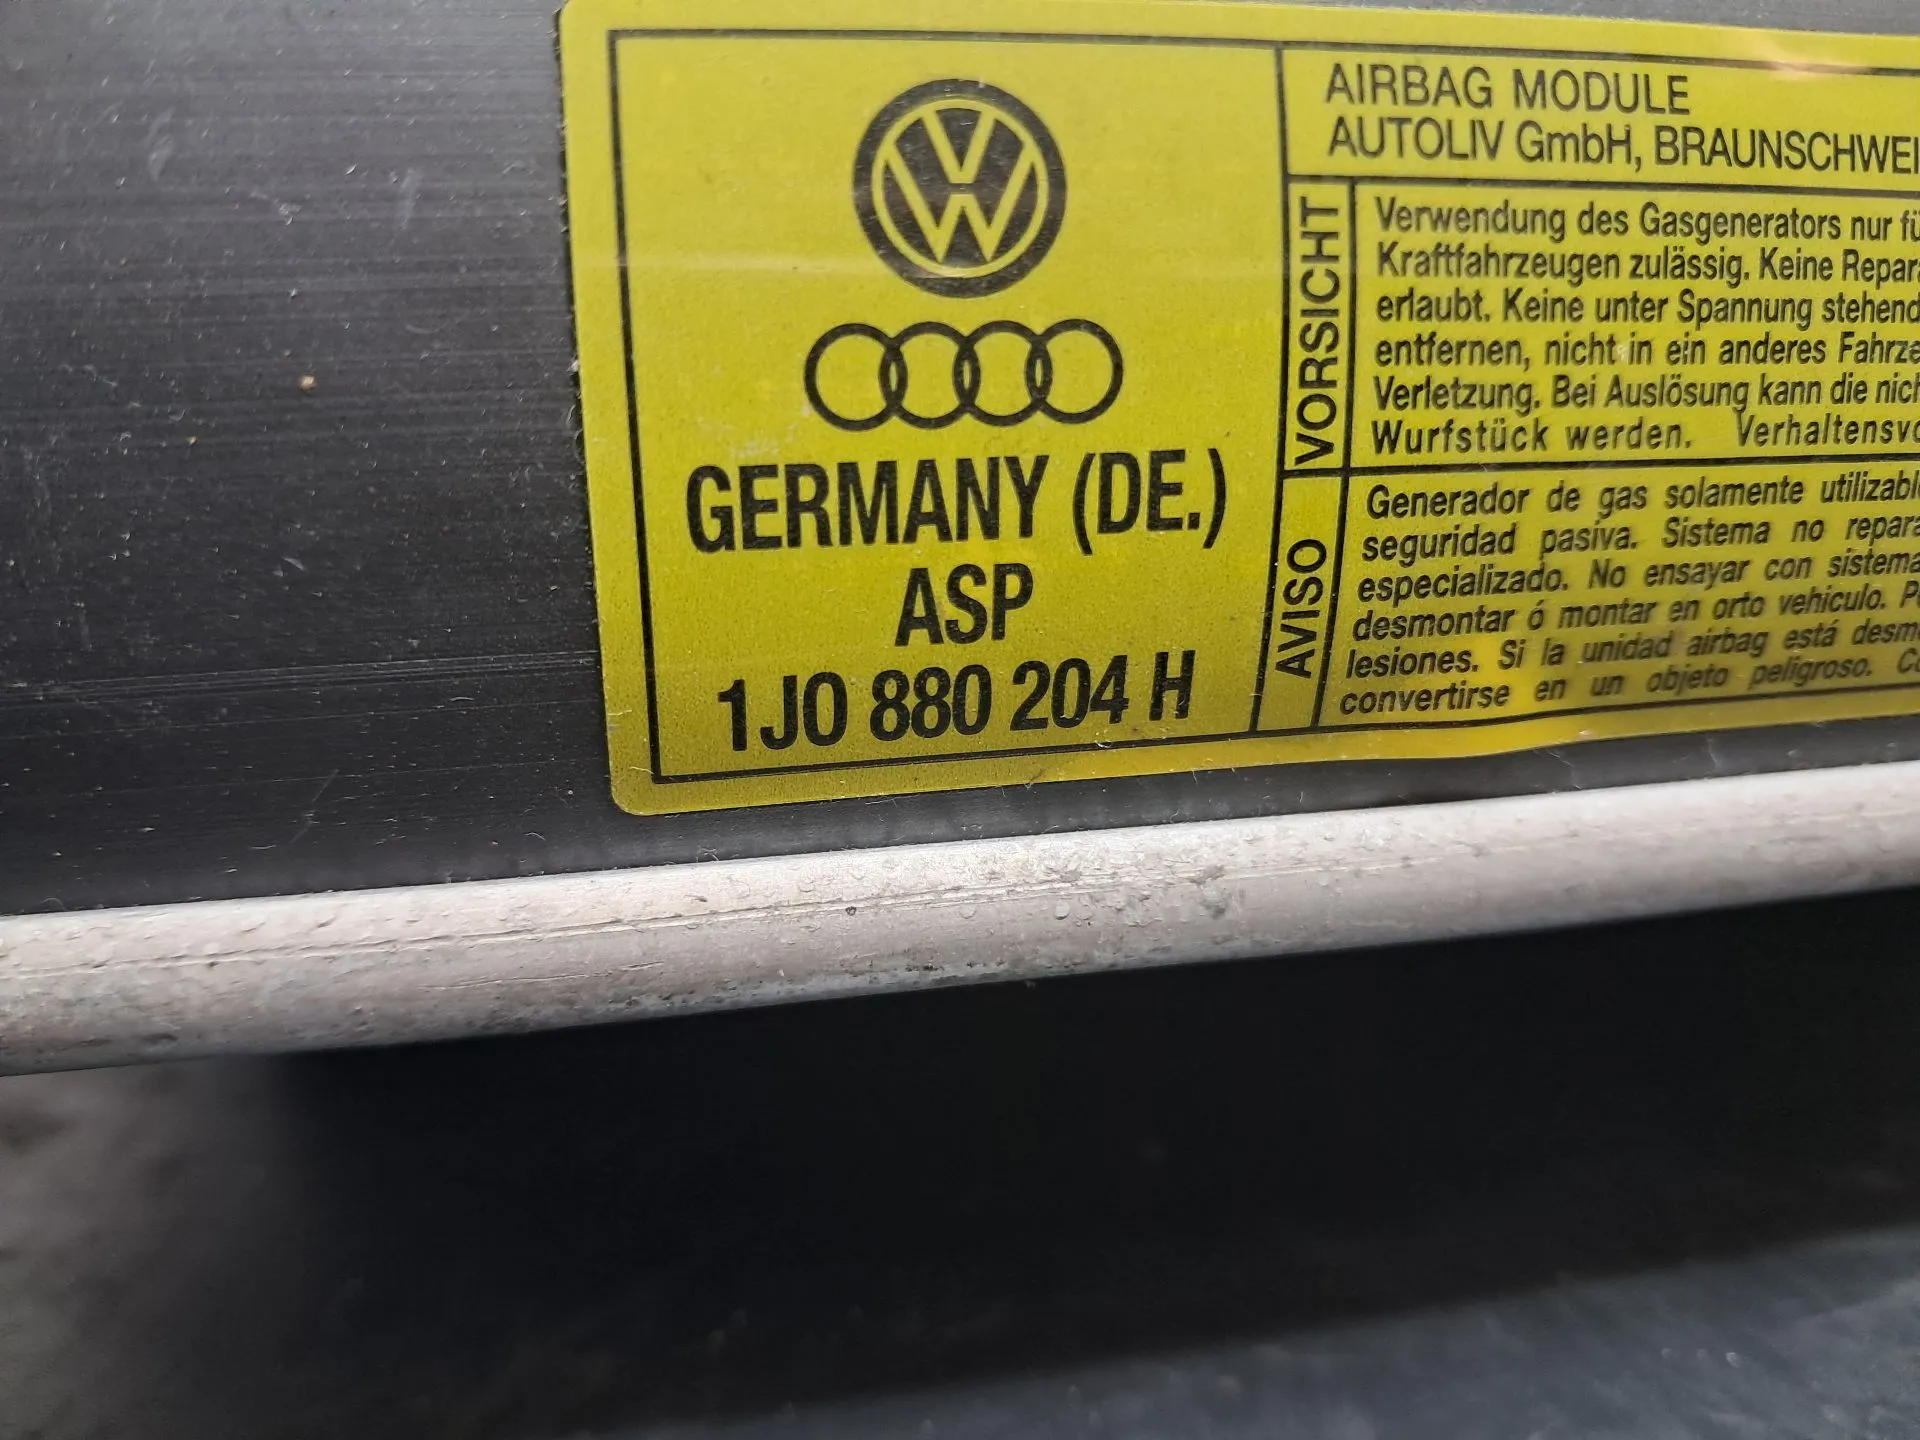 GERMANY (DE.)
ASP
1J0 880 204 H
AIRBAG MODULE
AUTOLIV GmbH, BRAUNSCHWEI
VORSICHT
Verwendung des Gasgenerators nur fü
Kraftfahrzeugen zulässig. Keine Repara
erlaubt. Keine unter Spannung stehend
entfernen, nicht in ein anderes Fahrze
Verletzung. Bei Auslösung kann die nich
Wurfstück werden. Verhaltensvo
AVISO
Generador de gas solamente utilizable
seguridad pasiva. Sistema no repara
especializado. No ensayar con sistema
desmontar ó montar en orto vehiculo. P
lesiones. Si la unidad airbag está desm
convertirse en un objeto peligroso. C